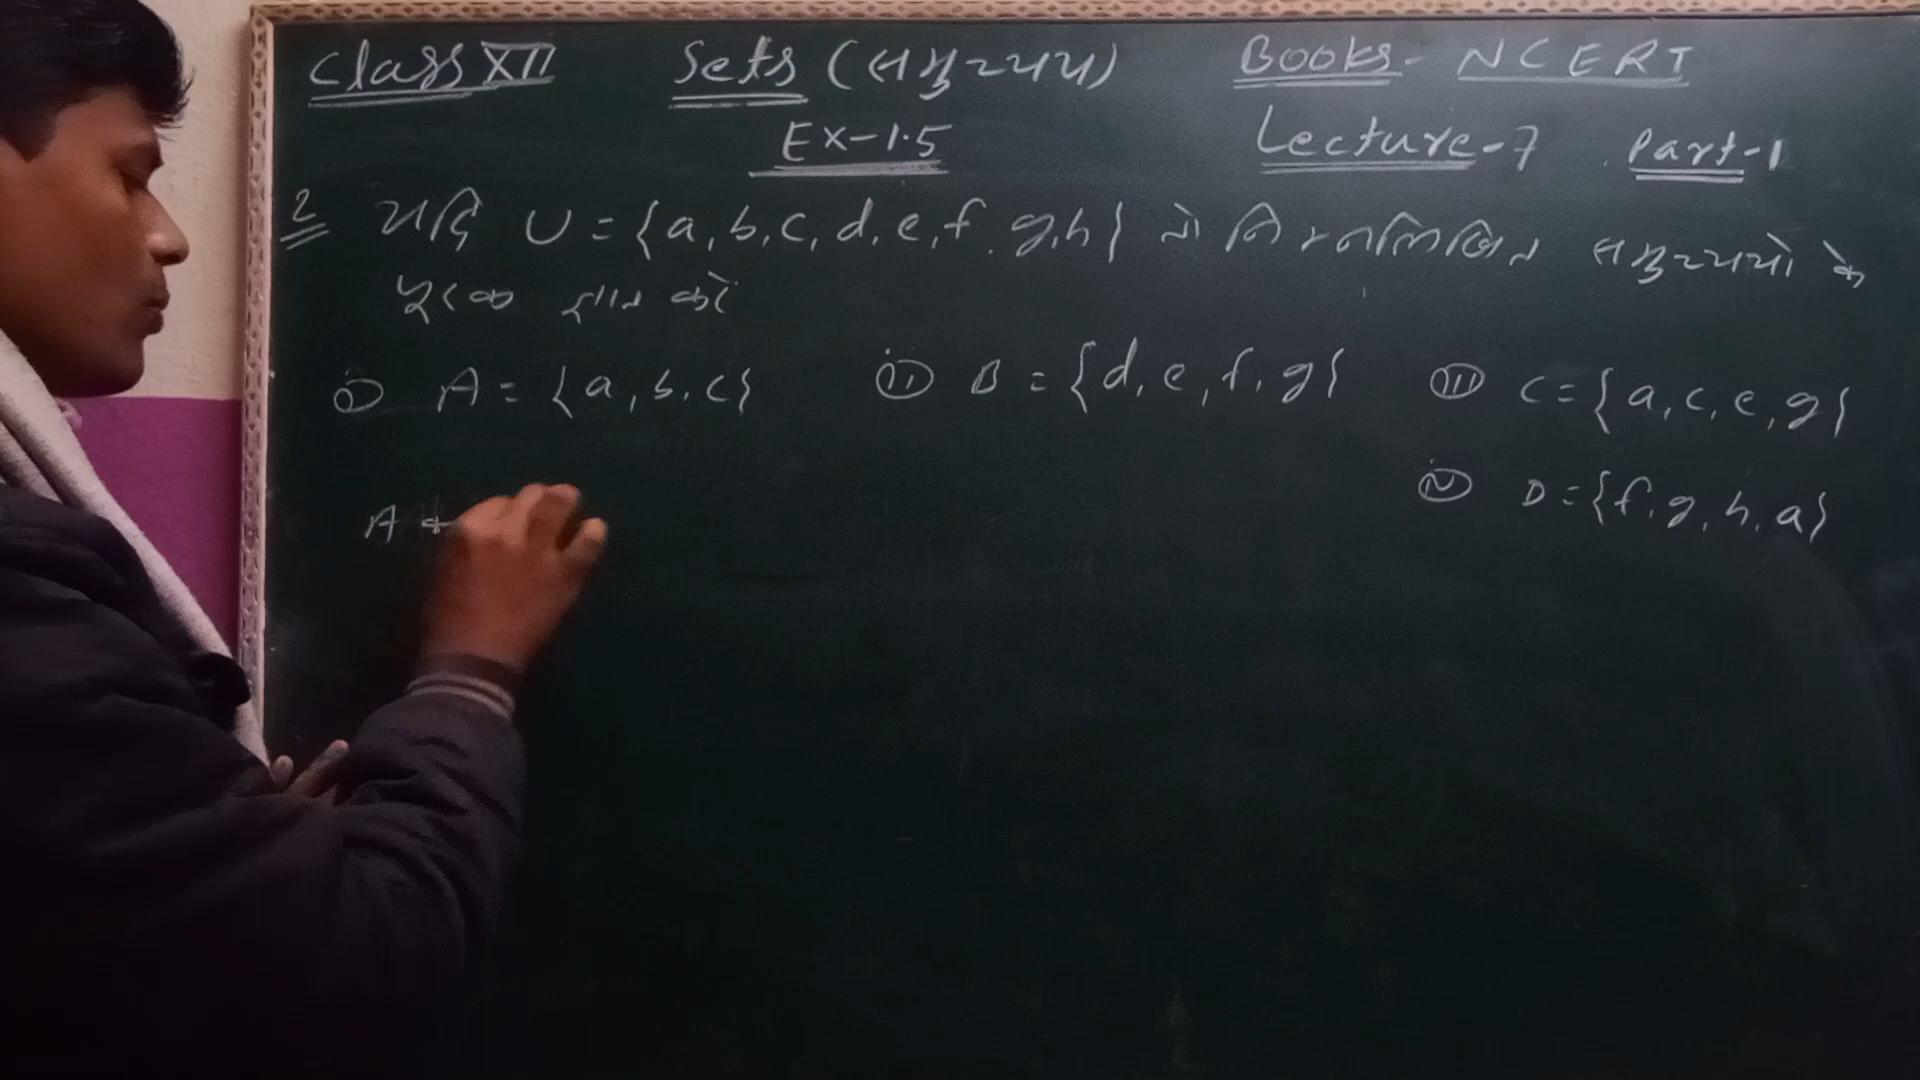 Class XII Sets (समुच्चय) Books - NCERT
Ex-1.5 Lecture-7 Part-1
2 यदि U = {a, b, c, d, e, f, g, h} तो निम्नलिखित समुच्चयो के
पूरक ज्ञात करें
(i) A = {a, b, c} (ii) B = {d, e, f, g} (iii) C = {a, c, e, g}
(iv) D = {f, g, h, a}
A